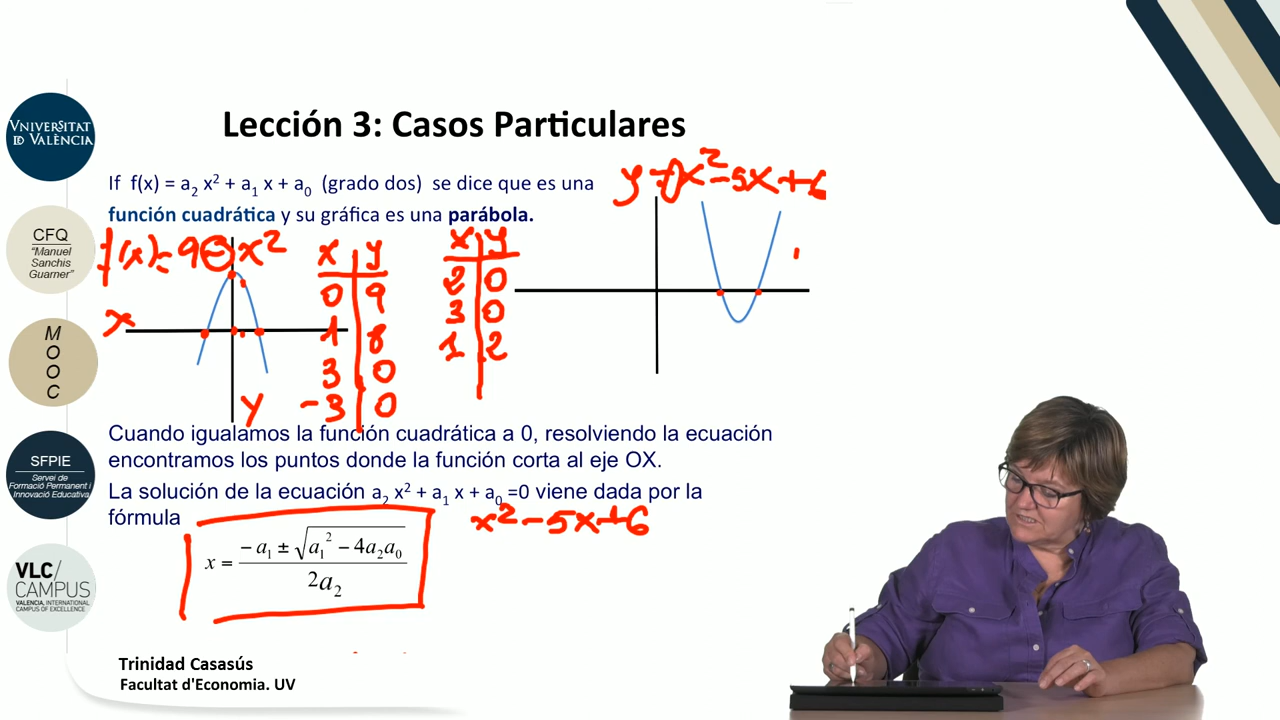 Lección 3: Casos Particulares
If f(x) = a₂ x² + a₁ x + a₀ (grado dos) se dice que es una
función cuadrática y su gráfica es una parábola.
y = x² - 5x + 6
f(x) = 9 - x²
x y
0 9
1 8
3 0
-3 0
x y
2 0
3 0
1 2
x
y
Cuando igualamos la función cuadrática a 0, resolviendo la ecuación
encontramos los puntos donde la función corta al eje OX.
La solución de la ecuación a₂ x² + a₁ x + a₀ =0 viene dada por la
fórmula
x² - 5x + 6
x = (-a₁ ± √(a₁² - 4a₂a₀)) / 2a₂
Trinidad Casasús
Facultat d'Economia. UV
VNIVERSITAT
DE VALÈNCIA
CFQ
"Manuel
Sanchis
Guarner"
M
O
O
C
SFPIE
Servei de
Formació Permanent i
Innovació Educativa
VLC/
CAMPUS
VALENCIA, INTERNATIONAL
CAMPUS OF EXCELLENCE